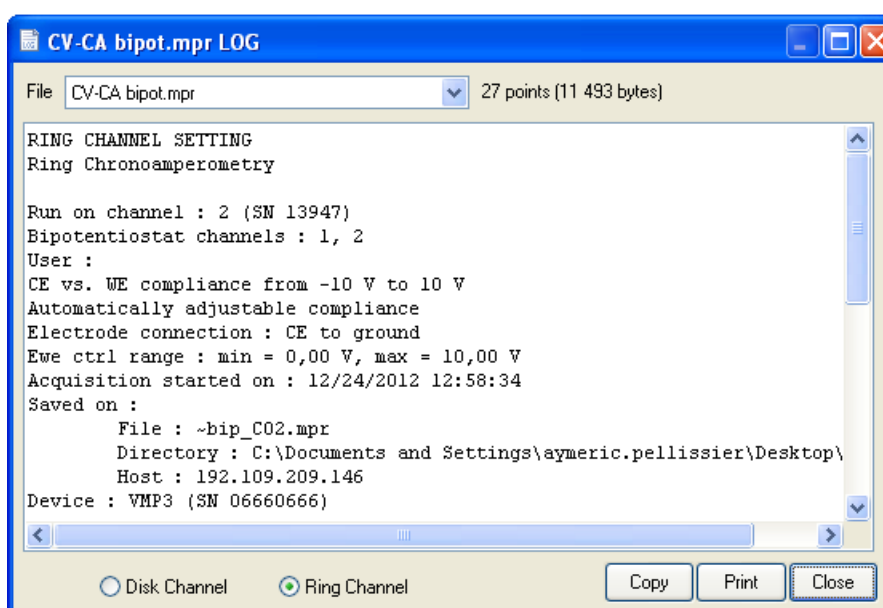 CV-CA bipot.mpr LOG
File CV-CA bipot.mpr 27 points (11 493 bytes)
RING CHANNEL SETTING
Ring Chronoamperometry
Run on channel : 2 (SN 13947)
Bipotentiostat channels : 1, 2
User :
CE vs. WE compliance from -10 V to 10 V
Automatically adjustable compliance
Electrode connection : CE to ground
Ewe ctrl range : min = 0,00 V, max = 10,00 V
Acquisition started on : 12/24/2012 12:58:34
Saved on :
File : ~bip_C02.mpr
Directory : C:\Documents and Settings\aymeric.pellissier\Desktop\
Host : 192.109.209.146
Device : VMP3 (SN 06660666)
Disk Channel Ring Channel Copy Print Close